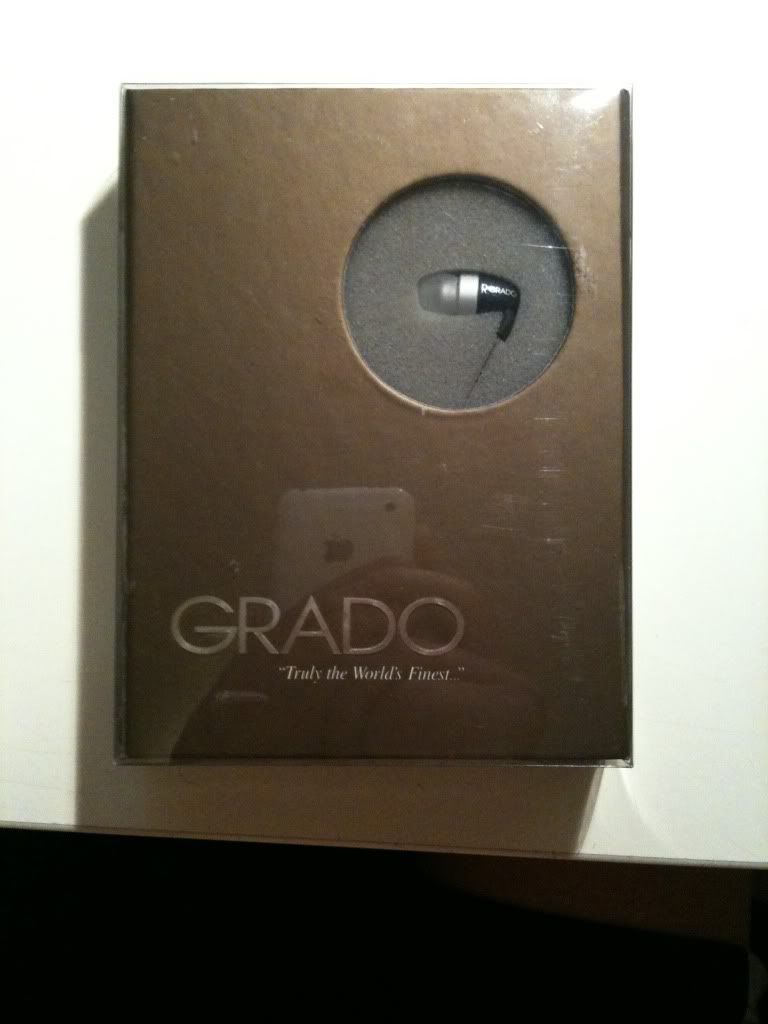 R•GRADO
GRADO
“Truly the World's Finest...”